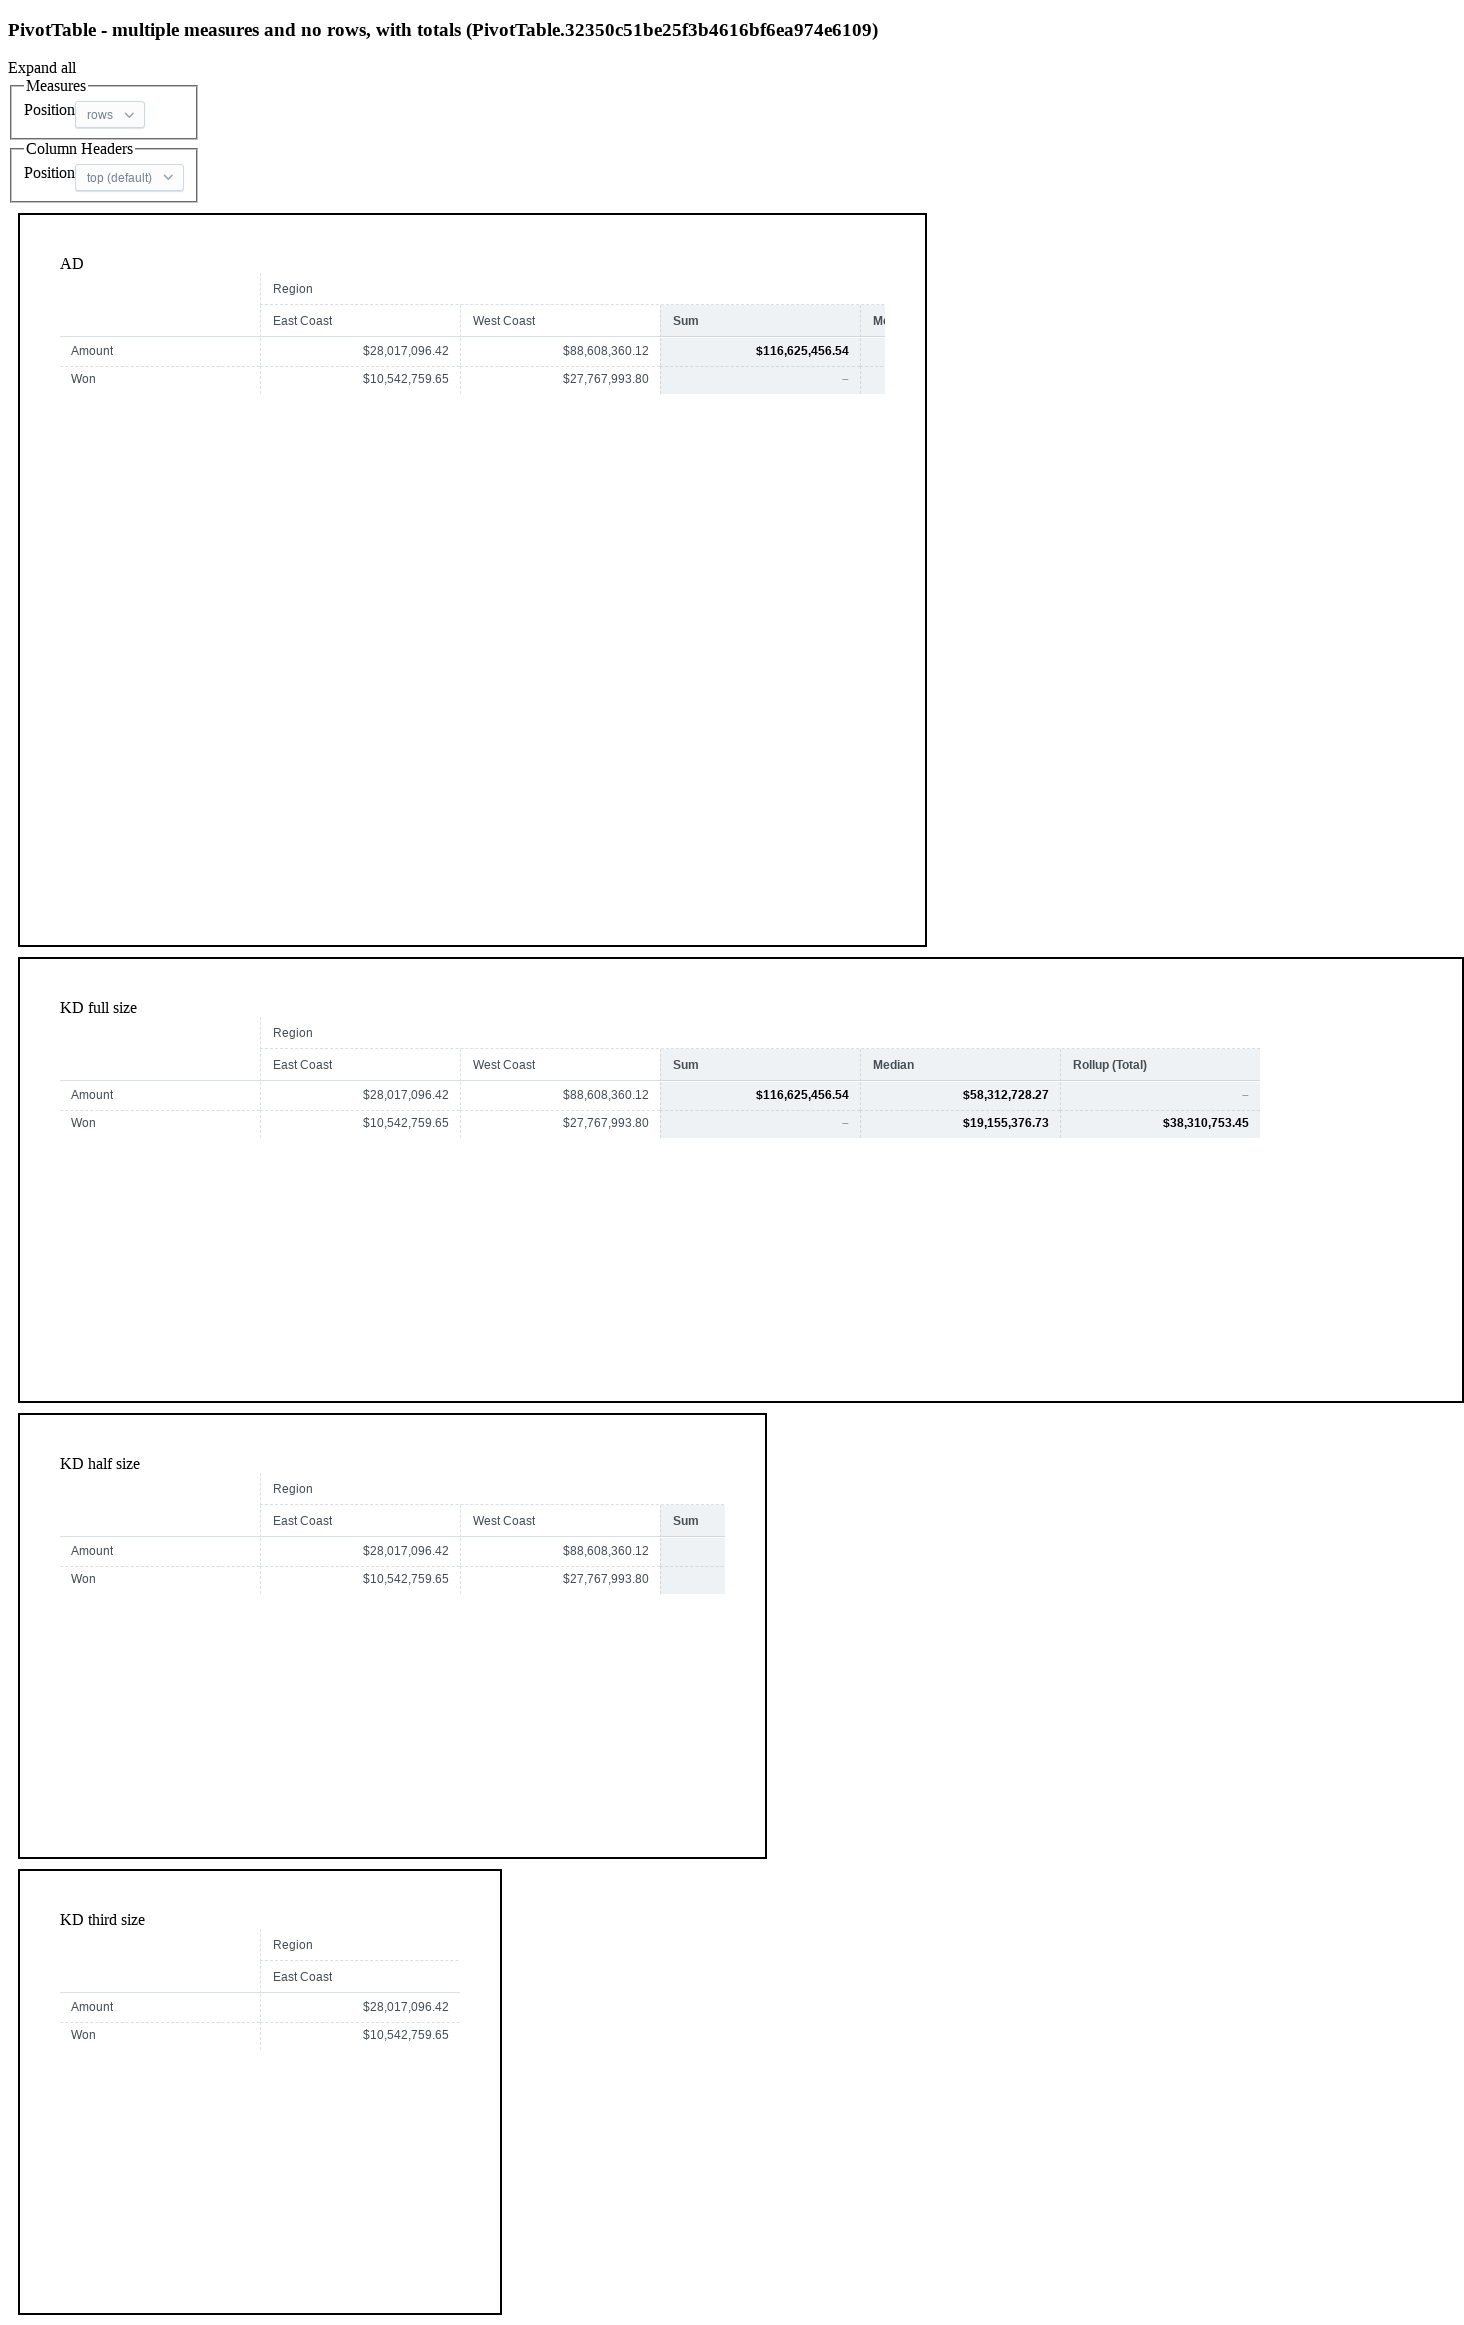 PivotTable - multiple measures and no rows, with totals (PivotTable.32350c51be25f3b4616bf6ea974e6109)
Expand all
Measures
Position rows
Column Headers
Position top (default)
AD
Region
East Coast West Coast Sum Me
Amount $28,017,096.42 $88,608,360.12 $116,625,456.54
Won $10,542,759.65 $27,767,993.80 –
KD full size
Region
East Coast West Coast Sum Median Rollup (Total)
Amount $28,017,096.42 $88,608,360.12 $116,625,456.54 $58,312,728.27 –
Won $10,542,759.65 $27,767,993.80 – $19,155,376.73 $38,310,753.45
KD half size
Region
East Coast West Coast Sum
Amount $28,017,096.42 $88,608,360.12
Won $10,542,759.65 $27,767,993.80
KD third size
Region
East Coast
Amount $28,017,096.42
Won $10,542,759.65